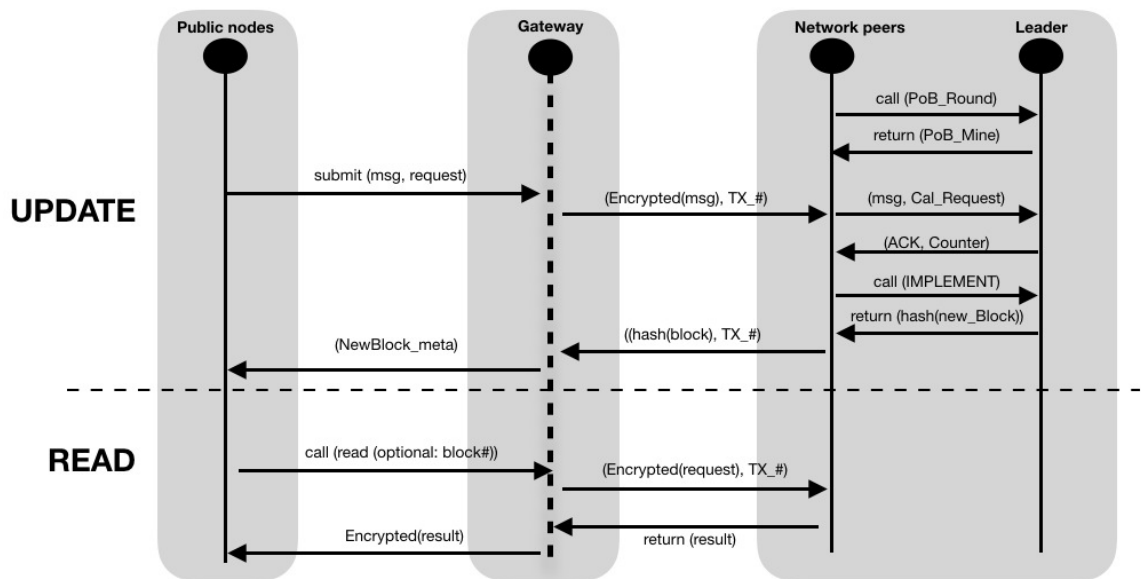 Public nodes
Gateway
Network peers
Leader
call (PoB_Round)
return (PoB_Mine)
submit (msg, request)
UPDATE
(Encrypted(msg), TX_#)
(msg, Cal_Request)
(ACK, Counter)
call (IMPLEMENT)
return (hash(new_Block))
((hash(block), TX_#)
(NewBlock_meta)
READ
call (read (optional: block#))
(Encrypted(request), TX_#)
Encrypted(result)
return (result)